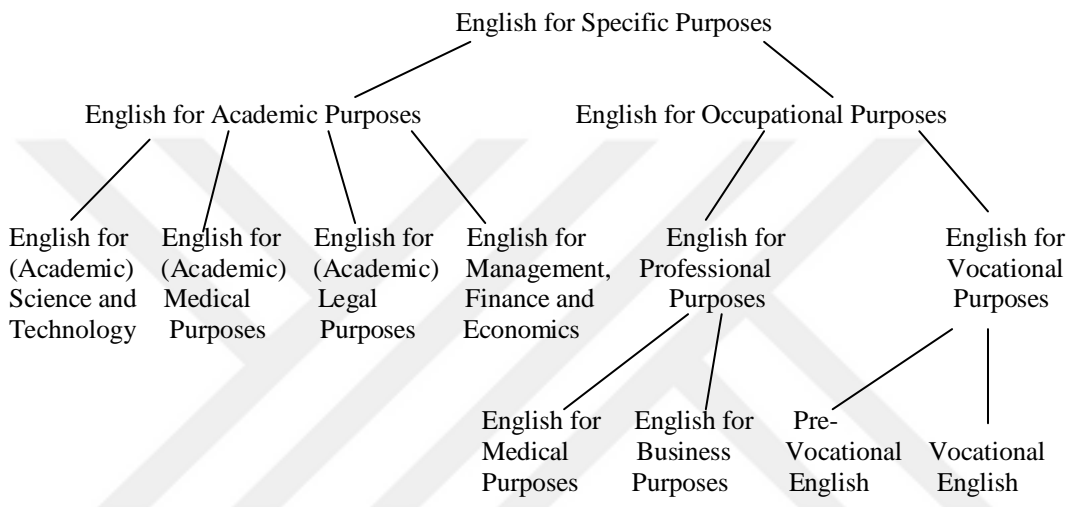 English for Specific Purposes
English for Academic Purposes
English for Occupational Purposes
English for
(Academic)
Science and
Technology
English for
(Academic)
Medical
Purposes
English for
(Academic)
Legal
Purposes
English for
Management,
Finance and
Economics
English for
Professional
Purposes
English for
Vocational
Purposes
English for
Medical
Purposes
English for
Business
Purposes
Pre-
Vocational
English
Vocational
English